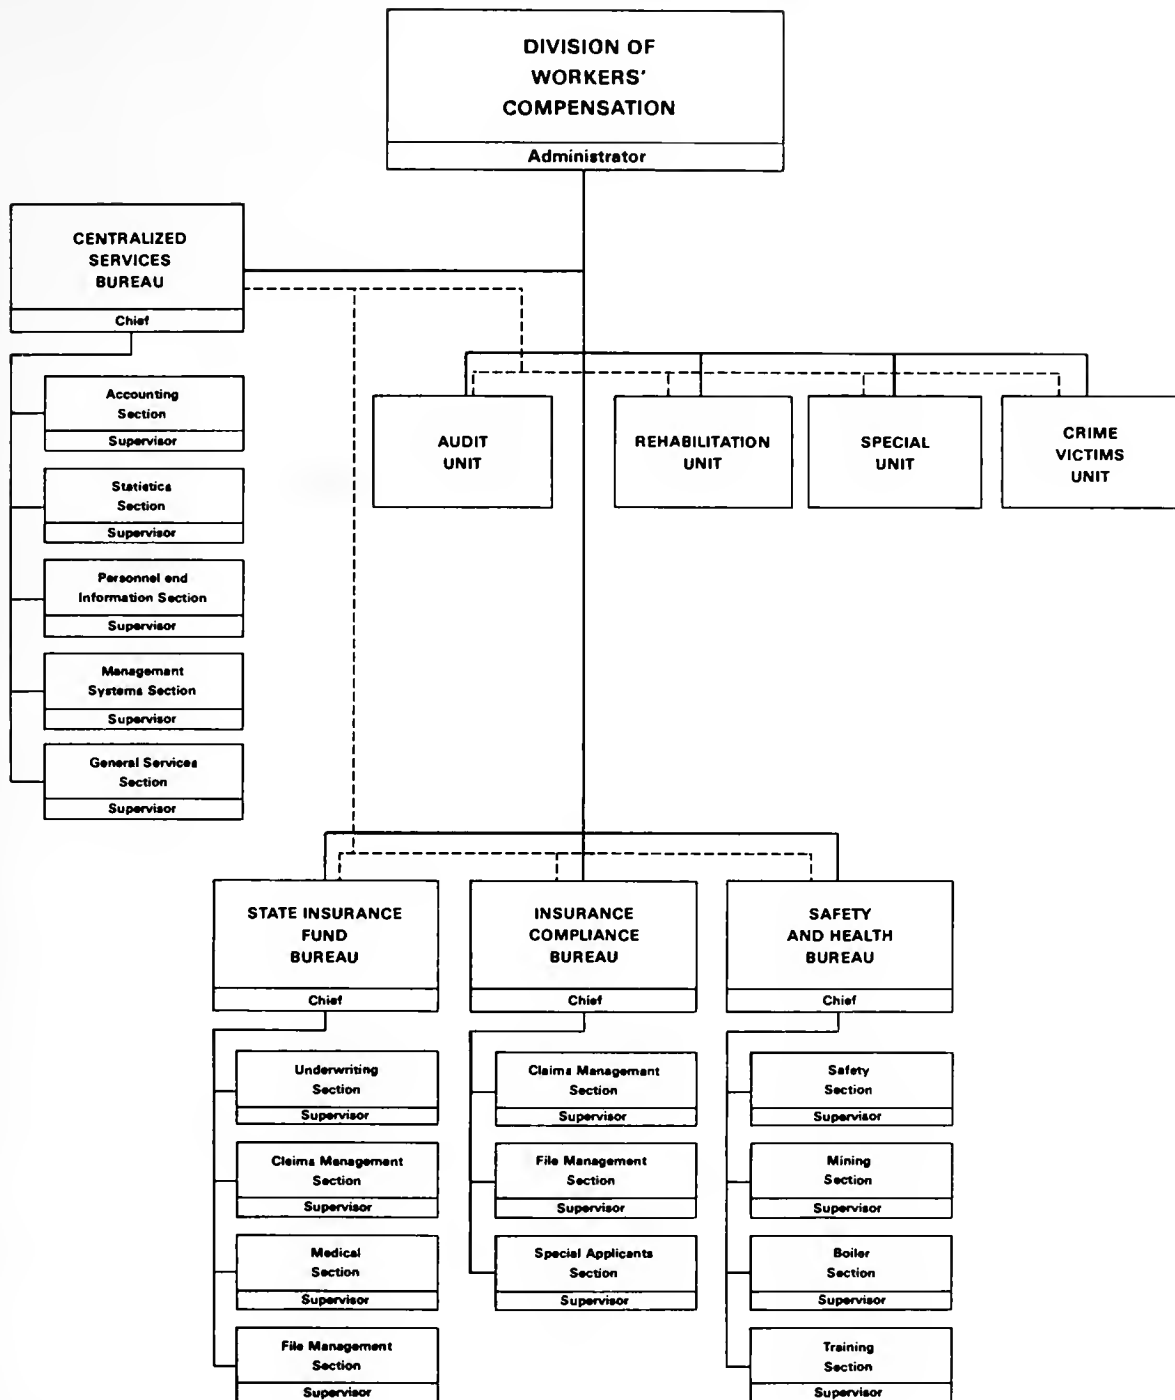 DIVISION OF
WORKERS'
COMPENSATION
Administrator
CENTRALIZED
SERVICES
BUREAU
Chief
Accounting
Section
Supervisor
Statistics
Section
Supervisor
Personnel end
Information Section
Supervisor
Management
Systems Section
Supervisor
General Services
Section
Supervisor
AUDIT
UNIT
REHABILITATION
UNIT
SPECIAL
UNIT
CRIME
VICTIMS
UNIT
STATE INSURANCE
FUND
BUREAU
Chief
Underwriting
Section
Supervisor
Claims Management
Section
Supervisor
Medical
Section
Supervisor
File Management
Section
Supervisor
INSURANCE
COMPLIANCE
BUREAU
Chief
Claims Management
Section
Supervisor
File Management
Section
Supervisor
Special Applicants
Section
Supervisor
SAFETY
AND HEALTH
BUREAU
Chief
Safety
Section
Supervisor
Mining
Section
Supervisor
Boiler
Section
Supervisor
Training
Section
Supervisor